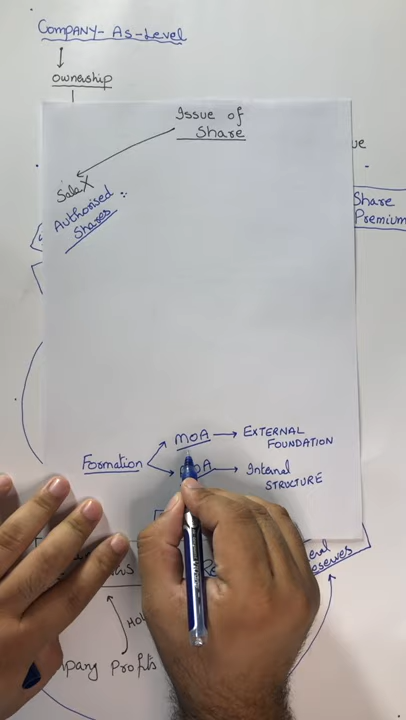 COMPANY- AS-LEVEL
ownership
Issue of
Share
Sale X
Authorised
Shares
Share
Premium
MOA
EXTERNAL
FOUNDATION
Formation
Internal
STRUCTURE
Company Profits